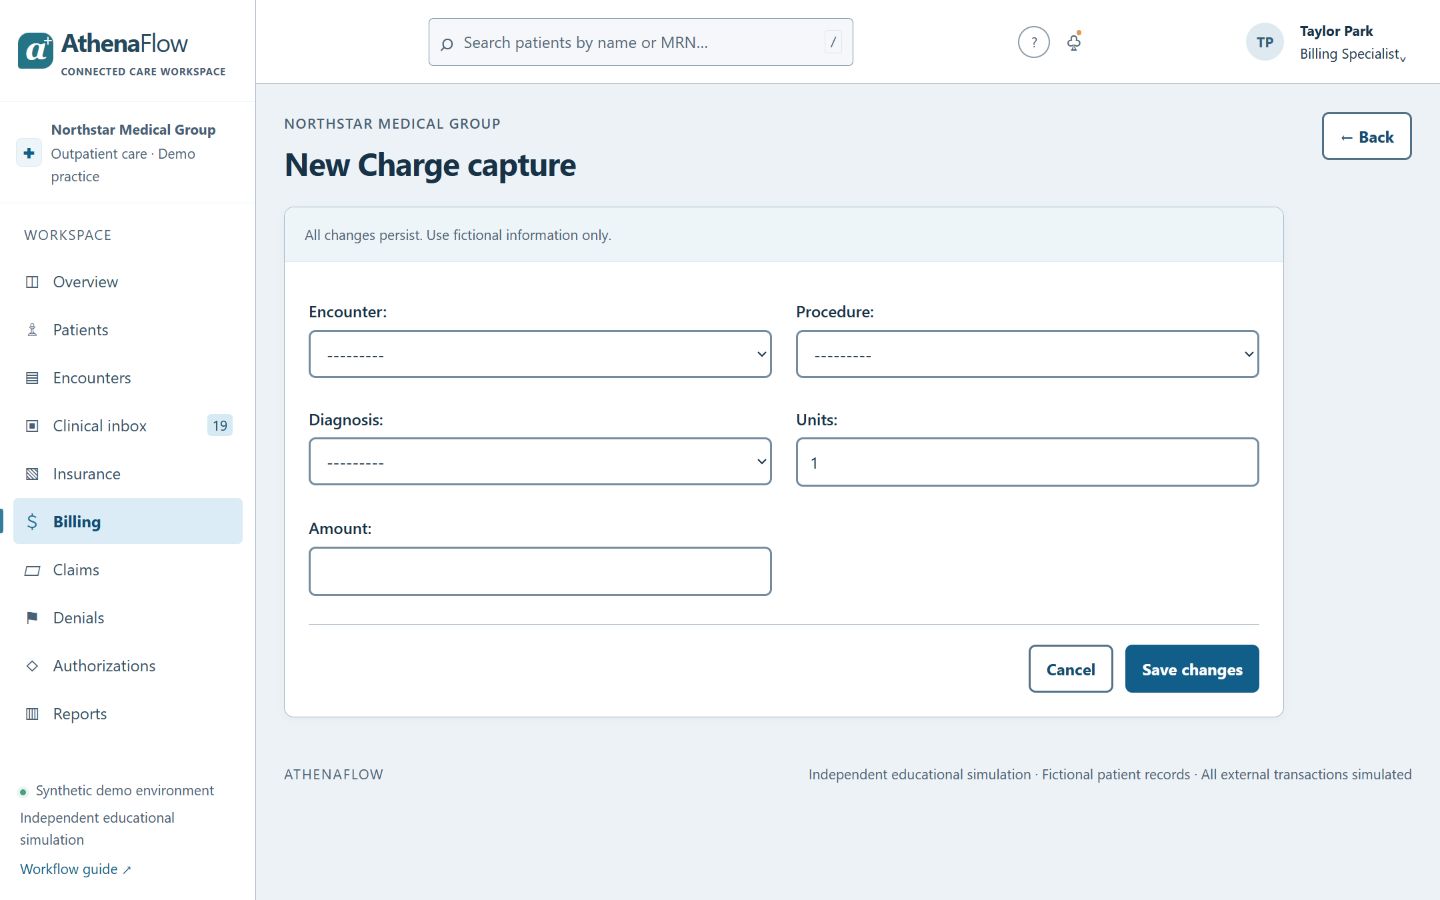 AthenaFlow
CONNECTED CARE WORKSPACE
Northstar Medical Group
Outpatient care · Demo
practice
WORKSPACE
Overview
Patients
Encounters
Clinical inbox 19
Insurance
Billing
Claims
Denials
Authorizations
Reports
Synthetic demo environment
Independent educational
simulation
Workflow guide ↗
Search patients by name or MRN... /
?
TP
Taylor Park
Billing Specialist
NORTHSTAR MEDICAL GROUP
New Charge capture
← Back
All changes persist. Use fictional information only.
Encounter:
---------
Procedure:
---------
Diagnosis:
---------
Units:
1
Amount:
Cancel
Save changes
ATHENAFLOW
Independent educational simulation · Fictional patient records · All external transactions simulated